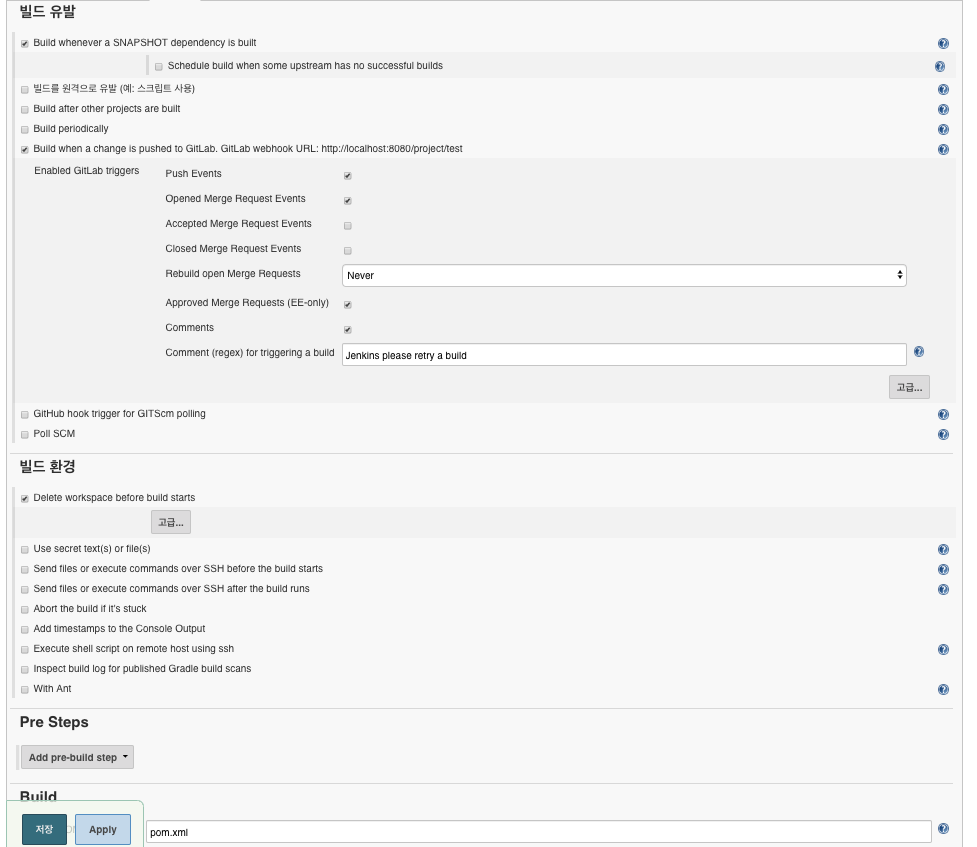 빌드 유발
Build whenever a SNAPSHOT dependency is built
Schedule build when some upstream has no successful builds
빌드를 원격으로 유발 (예: 스크립트 사용)
Build after other projects are built
Build periodically
Build when a change is pushed to GitLab. GitLab webhook URL: http://localhost:8080/project/test
Enabled GitLab triggers
Push Events
Opened Merge Request Events
Accepted Merge Request Events
Closed Merge Request Events
Rebuild open Merge Requests
Never
Approved Merge Requests (EE-only)
Comments
Comment (regex) for triggering a build
Jenkins please retry a build
고급...
GitHub hook trigger for GITScm polling
Poll SCM
빌드 환경
Delete workspace before build starts
고급...
Use secret text(s) or file(s)
Send files or execute commands over SSH before the build starts
Send files or execute commands over SSH after the build runs
Abort the build if it's stuck
Add timestamps to the Console Output
Execute shell script on remote host using ssh
Inspect build log for published Gradle build scans
With Ant
Pre Steps
Add pre-build step
Build
저장
Apply
pom.xml